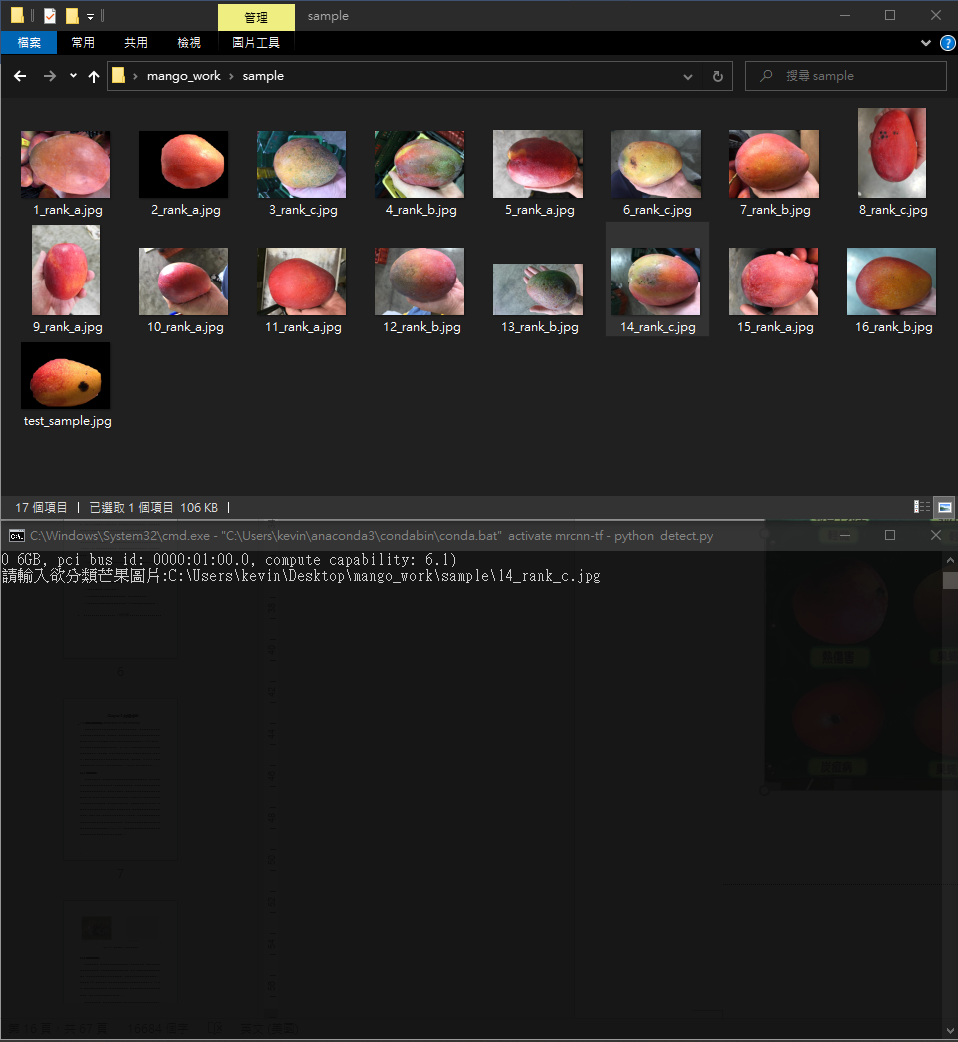 管理
sample
檔案
常用
共用
檢視
圖片工具
?
mango_work
sample
搜尋 sample
1_rank_a.jpg
2_rank_a.jpg
3_rank_c.jpg
4_rank_b.jpg
5_rank_a.jpg
6_rank_c.jpg
7_rank_b.jpg
8_rank_c.jpg
9_rank_a.jpg
10_rank_a.jpg
11_rank_a.jpg
12_rank_b.jpg
13_rank_b.jpg
14_rank_c.jpg
15_rank_a.jpg
16_rank_b.jpg
test_sample.jpg
17 個項目
已選取 1 個項目 106 KB
C:\Windows\System32\cmd.exe - "C:\Users\kevin\anaconda3\condabin\conda.bat" activate mrcnn-tf - python detect.py
0 6GB, pci bus id: 0000:01:00.0, compute capability: 6.1)
請輸入欲分類芒果圖片:C:\Users\kevin\Desktop\mango_work\sample\14_rank_c.jpg